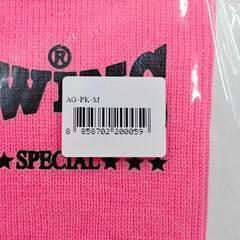 ®
WING
AG-PK-M
8 858702 200059
★ SPECIAL ★ ★ ★